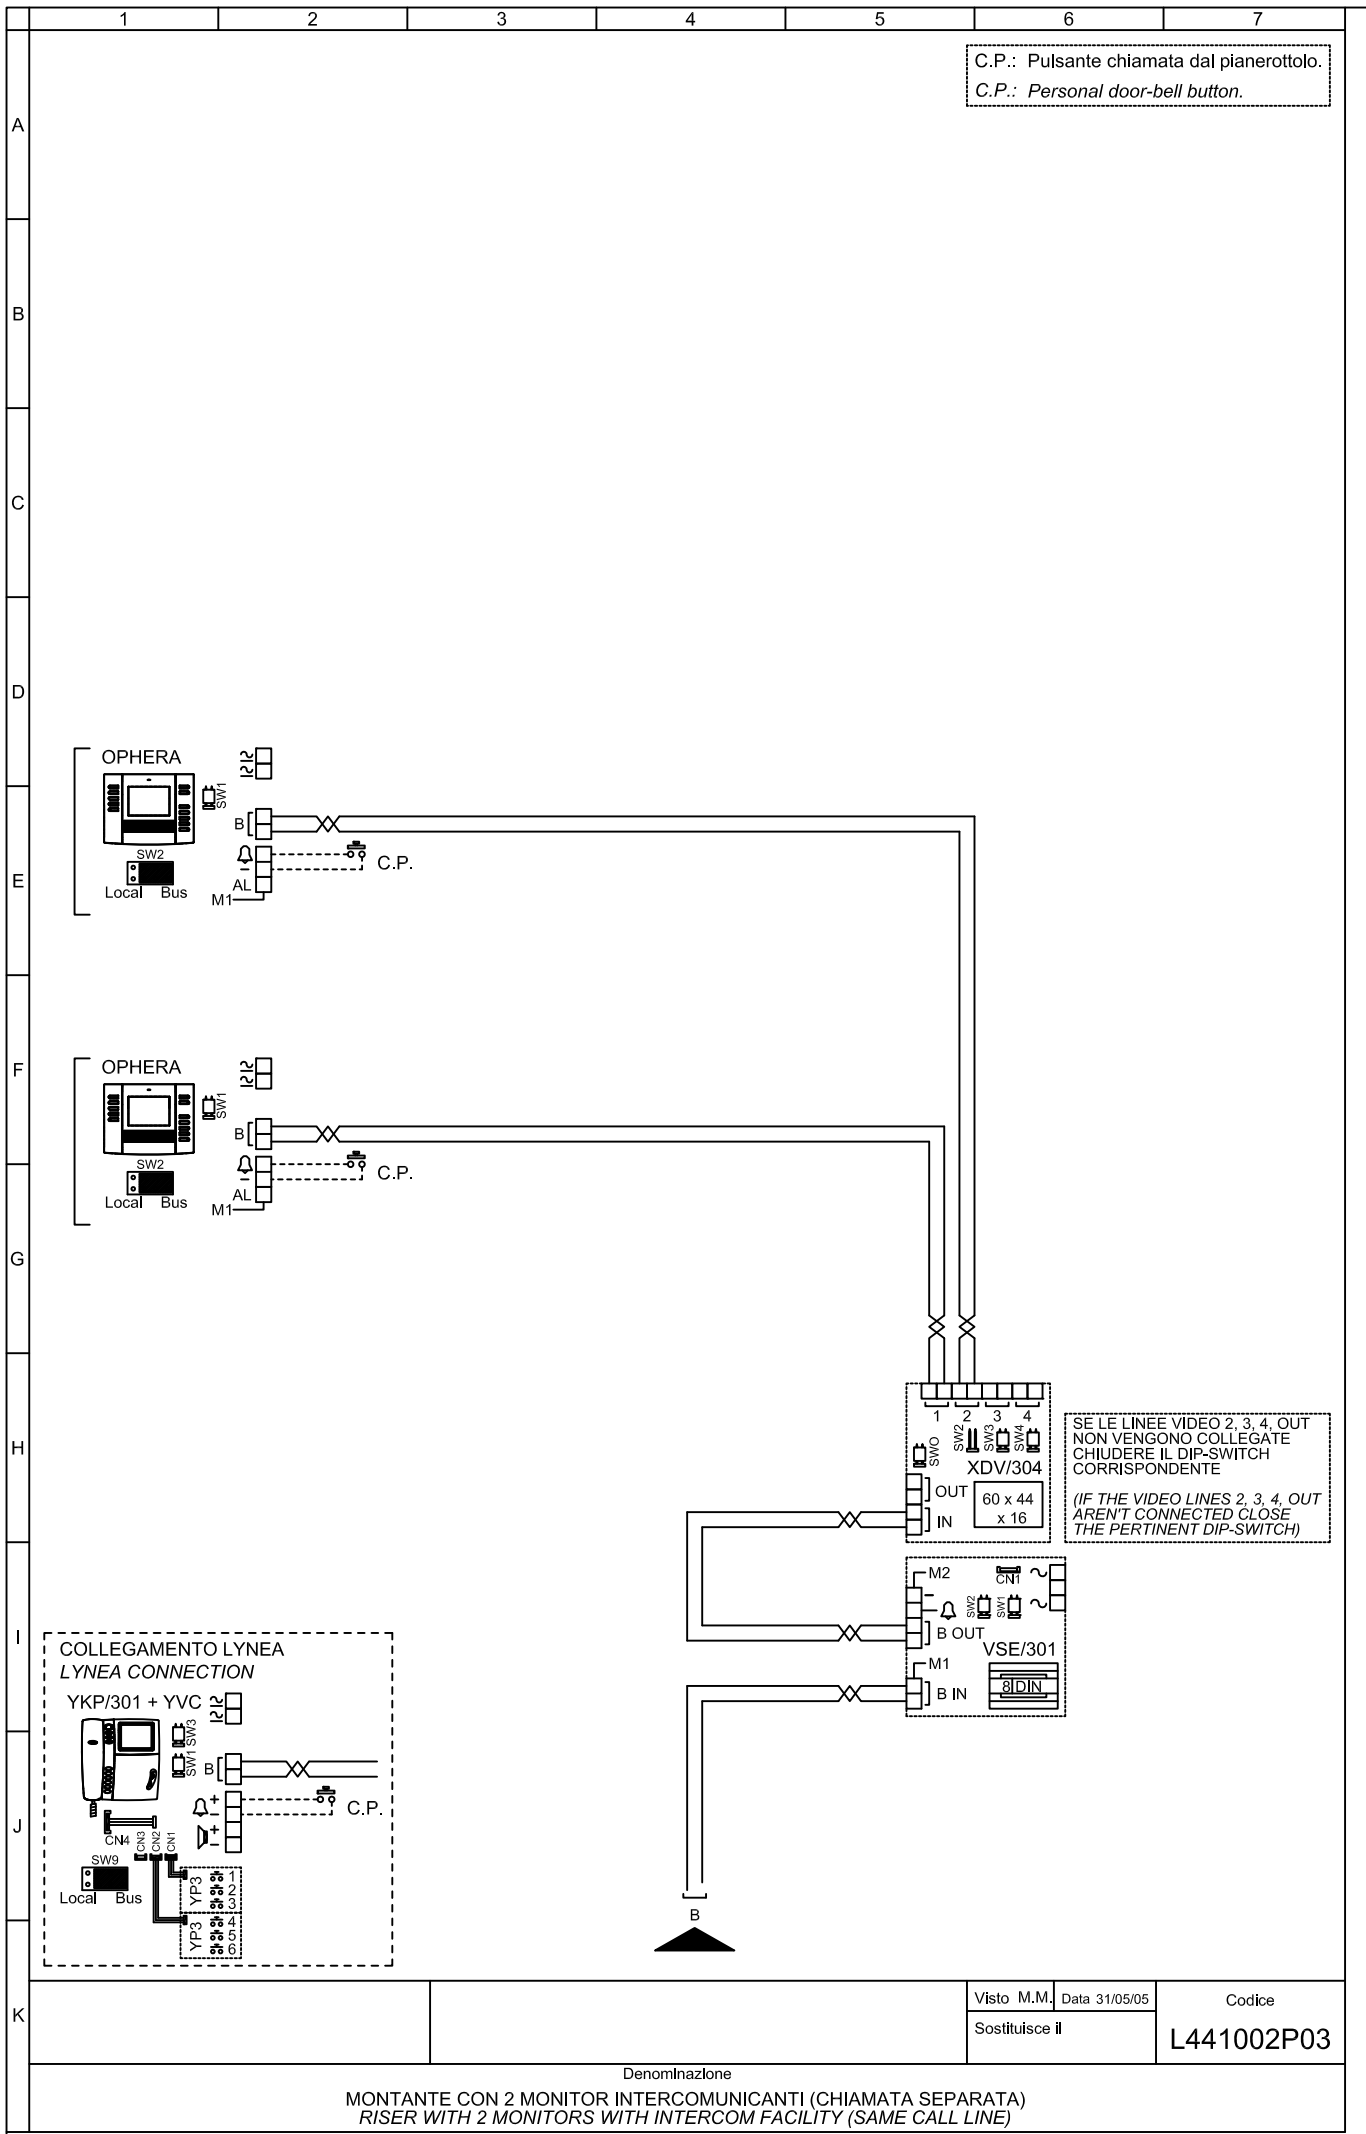 1 2 3 4 5 6 7
C.P.: Pulsante chiamata dal pianerottolo.
C.P.: Personal door-bell button.
A
B
C
D
E
F
G
H
I
J
K
OPHERA
SW1
B
SW2
Local Bus
AL
M1
C.P.
OPHERA
SW1
B
SW2
Local Bus
AL
M1
C.P.
1 2 3 4
SWO
SW2
SW3
SW4
XDV/304
OUT
IN
60 x 44
x 16
SE LE LINEE VIDEO 2, 3, 4, OUT
NON VENGONO COLLEGATE
CHIUDERE IL DIP-SWITCH
CORRISPONDENTE
(IF THE VIDEO LINES 2, 3, 4, OUT
AREN'T CONNECTED CLOSE
THE PERTINENT DIP-SWITCH)
M2
CN1
SW2
SW1
B OUT
VSE/301
M1
B IN
8 DIN
COLLEGAMENTO LYNEA
LYNEA CONNECTION
YKP/301 + YVC
SW3
SW1
B
C.P.
CN4
CN3
CN2
CN1
SW9
Local Bus
YP3
1
2
3
YP3
4
5
6
B
Visto M.M.
Data 31/05/05
Codice
Sostituisce il
L441002P03
Denominazione
MONTANTE CON 2 MONITOR INTERCOMUNICANTI (CHIAMATA SEPARATA)
RISER WITH 2 MONITORS WITH INTERCOM FACILITY (SAME CALL LINE)